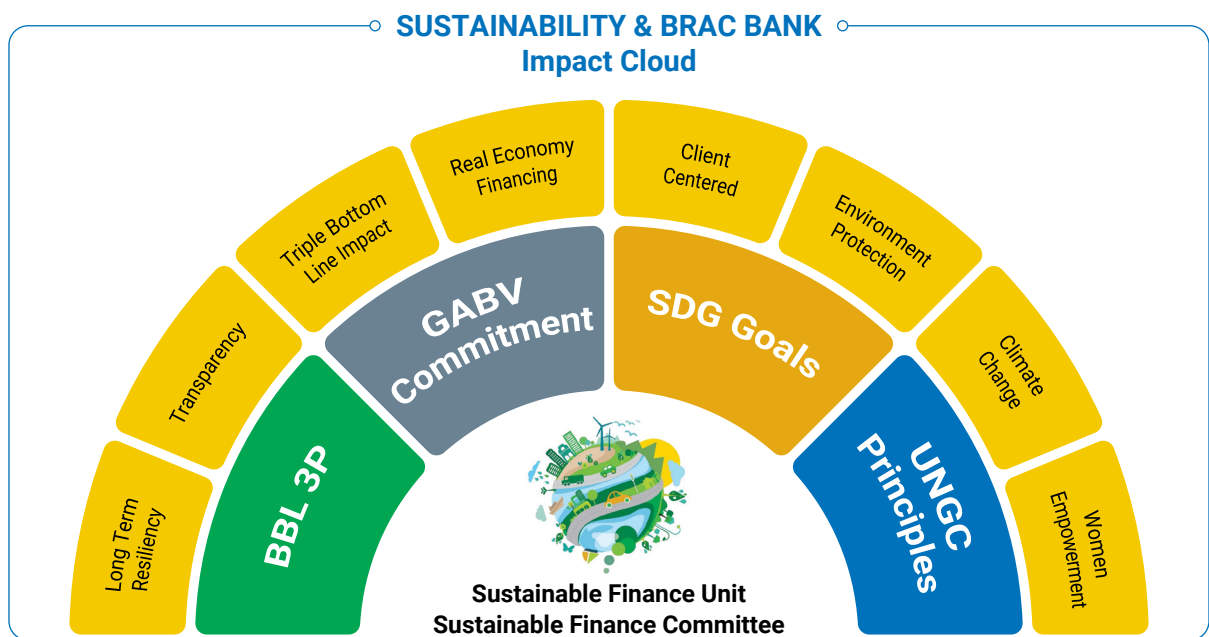 SUSTAINABILITY & BRAC BANK
Impact Cloud
Long Term
Resiliency
Transparency
Triple Bottom
Line Impact
Real Economy
Financing
Client
Centered
Environment
Protection
Climate
Change
Women
Empowerment
BBL 3P
GABV
Commitment
SDG Goals
UNGC
Principles
Sustainable Finance Unit
Sustainable Finance Committee